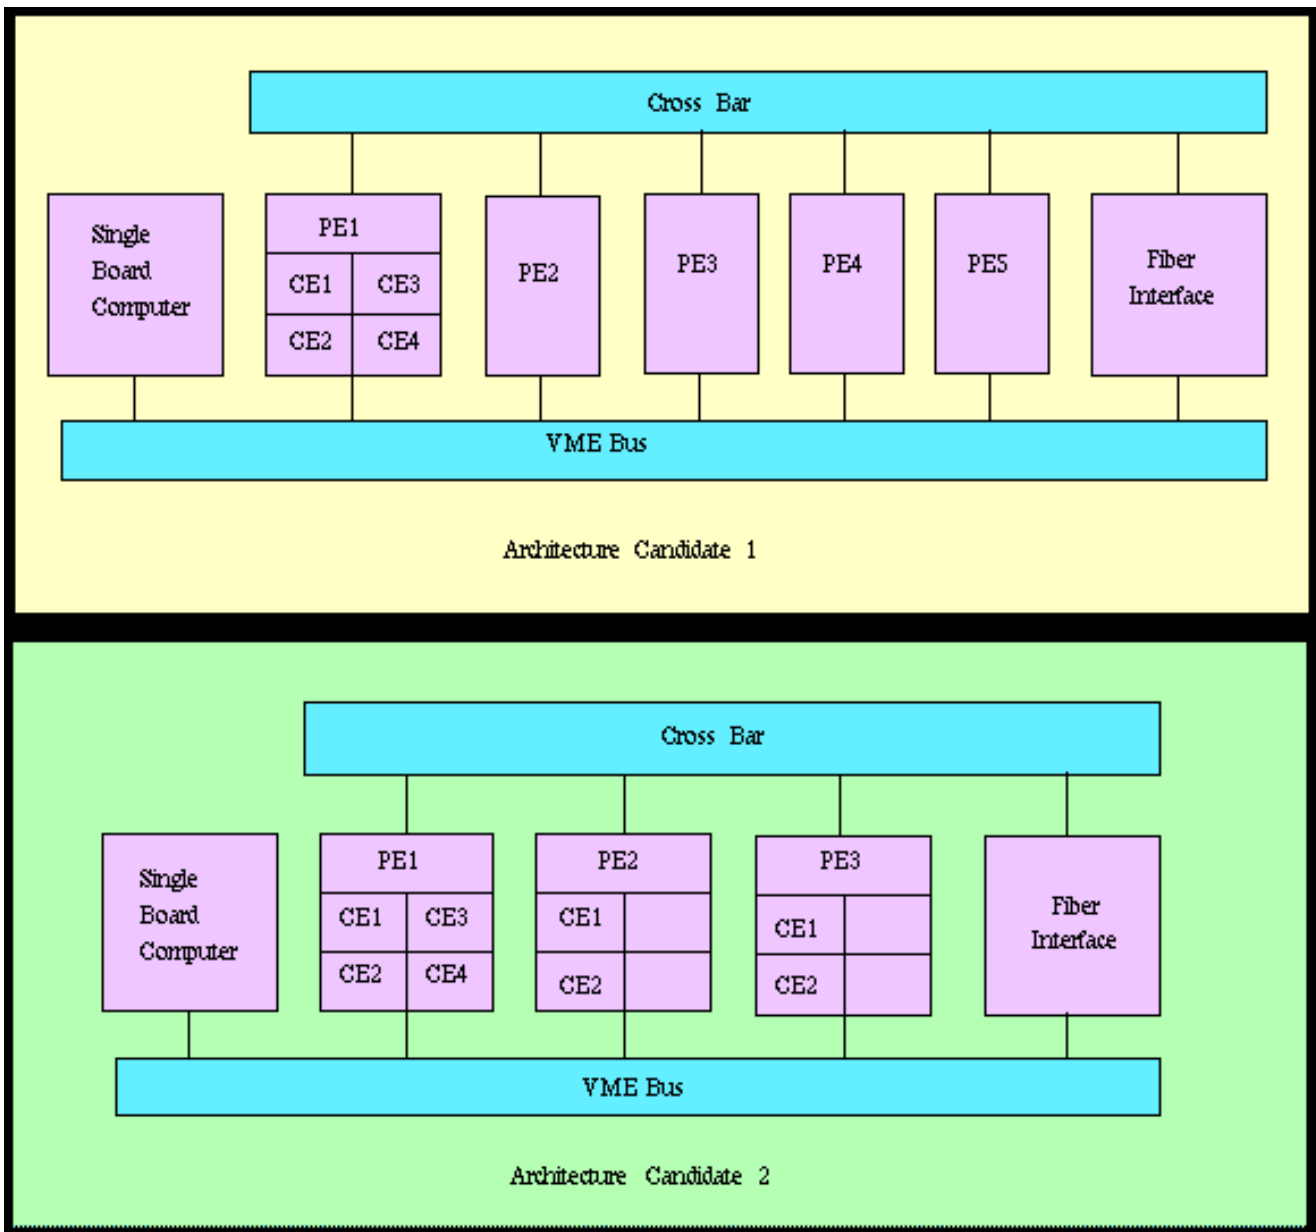 Cross Bar
Single
Board
Computer
PE1
CE1
CE3
CE2
CE4
PE2
PE3
PE4
PE5
Fiber
Interface
VME Bus
Architecture Candidate 1
Cross Bar
Single
Board
Computer
PE1
CE1
CE3
CE2
CE4
PE2
CE1
CE2
PE3
CE1
CE2
Fiber
Interface
VME Bus
Architecture Candidate 2